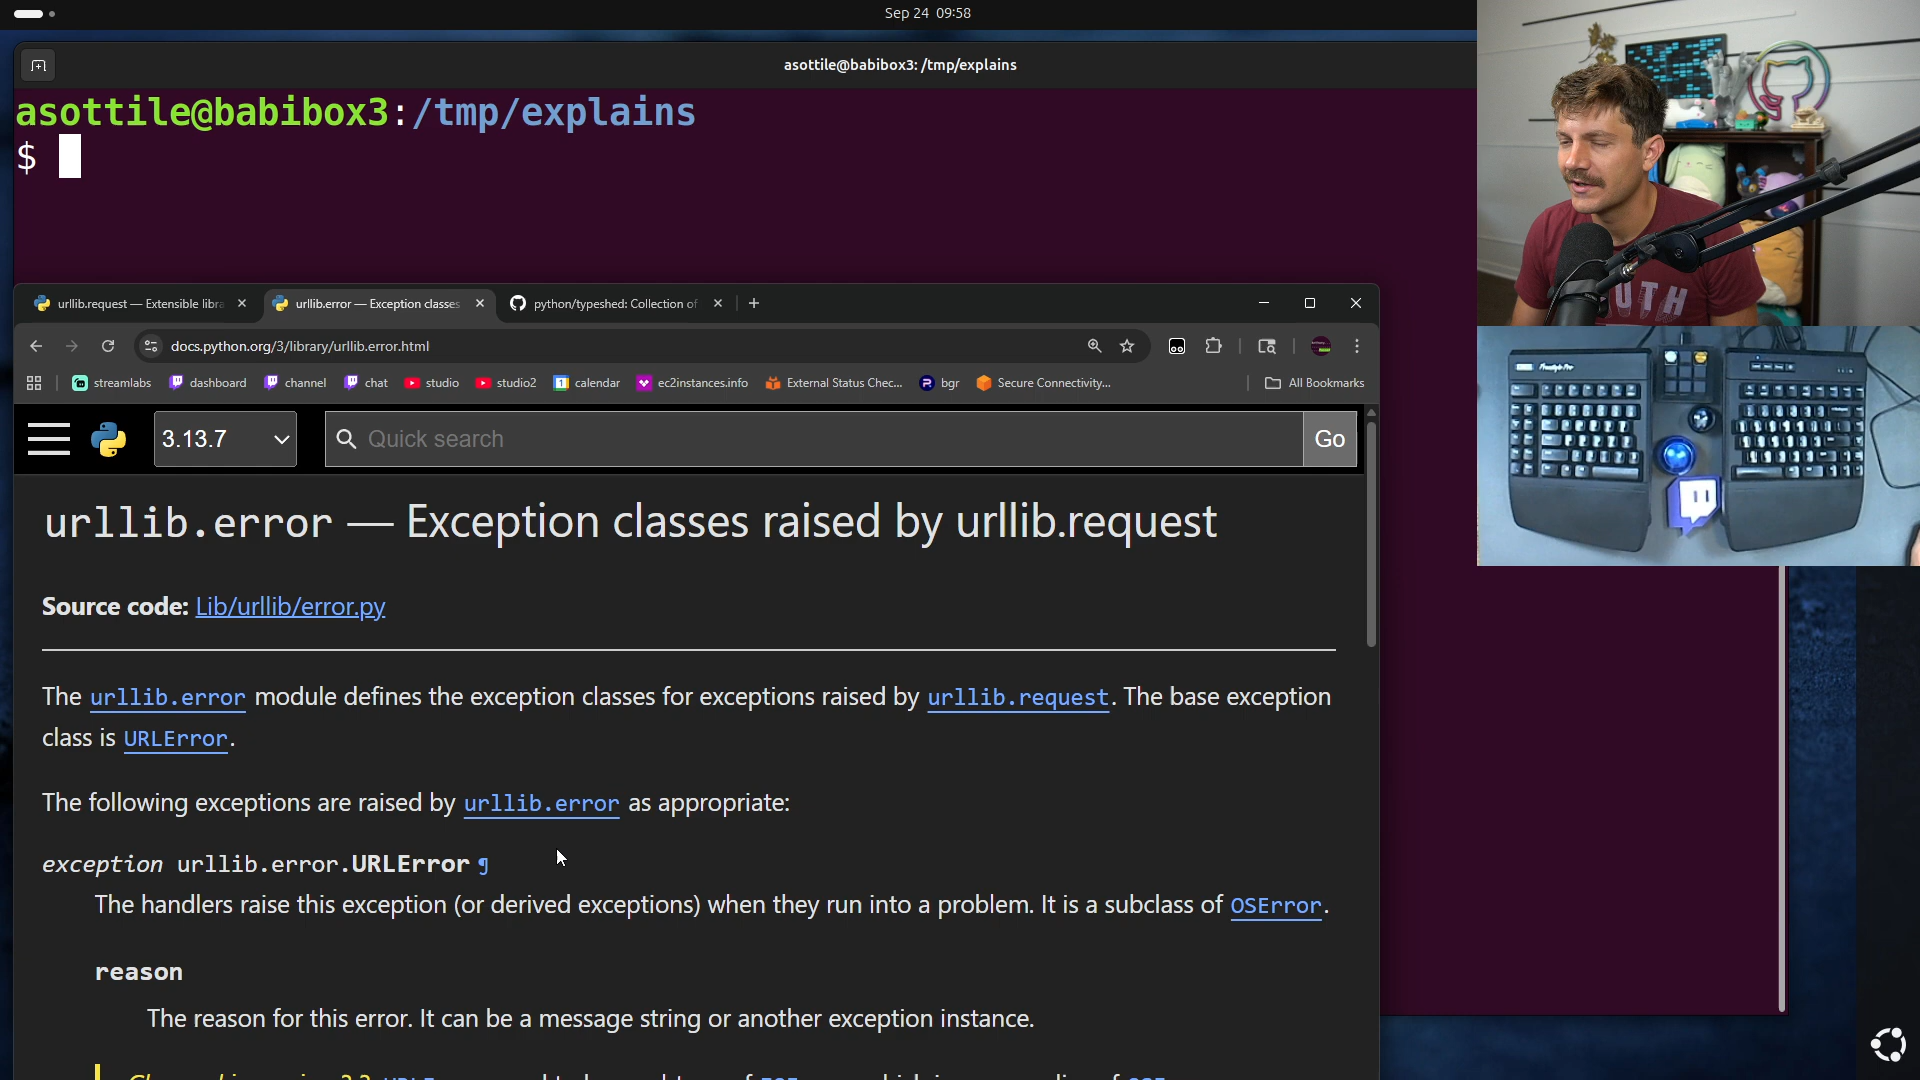 Sep 24 09:58
asottile@babibox3: /tmp/explains
asottile@babibox3:/tmp/explains
$
urllib.request — Extensible libra
urllib.error — Exception classes
python/typeshed: Collection of
docs.python.org/3/library/urllib.error.html
streamlabs
dashboard
channel
chat
studio
studio2
calendar
ec2instances.info
External Status Chec...
bgr
Secure Connectivity...
All Bookmarks
3.13.7
Quick search
Go
urllib.error — Exception classes raised by urllib.request
Source code: Lib/urllib/error.py
The urllib.error module defines the exception classes for exceptions raised by urllib.request. The base exception
class is URLError.
The following exceptions are raised by urllib.error as appropriate:
exception urllib.error.URLError ¶
The handlers raise this exception (or derived exceptions) when they run into a problem. It is a subclass of OSError.
reason
The reason for this error. It can be a message string or another exception instance.
Freestyle Pro